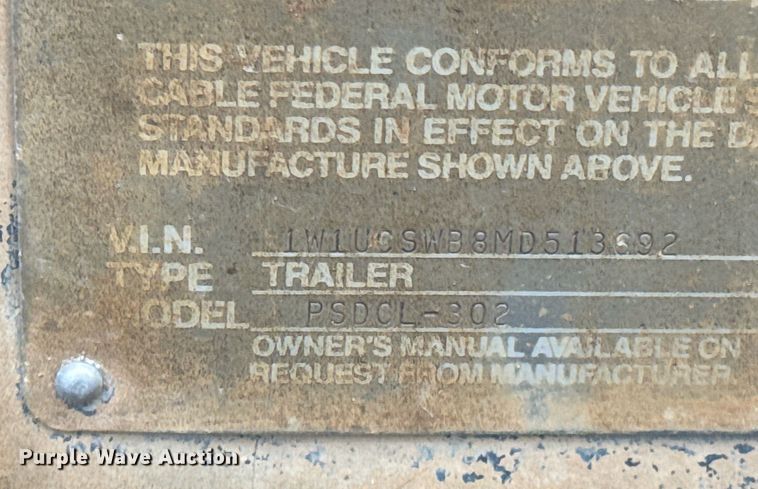 THIS VEHICLE CONFORMS TO ALL
CABLE FEDERAL MOTOR VEHICLE S
STANDARDS IN EFFECT ON THE D
MANUFACTURE SHOWN ABOVE.
V.I.N. 1W1UCSWB8MD513692
TYPE TRAILER
MODEL PSDCL-302
OWNER'S MANUAL AVAILABLE ON
REQUEST FROM MANUFACTURER.
Purple Wave Auction